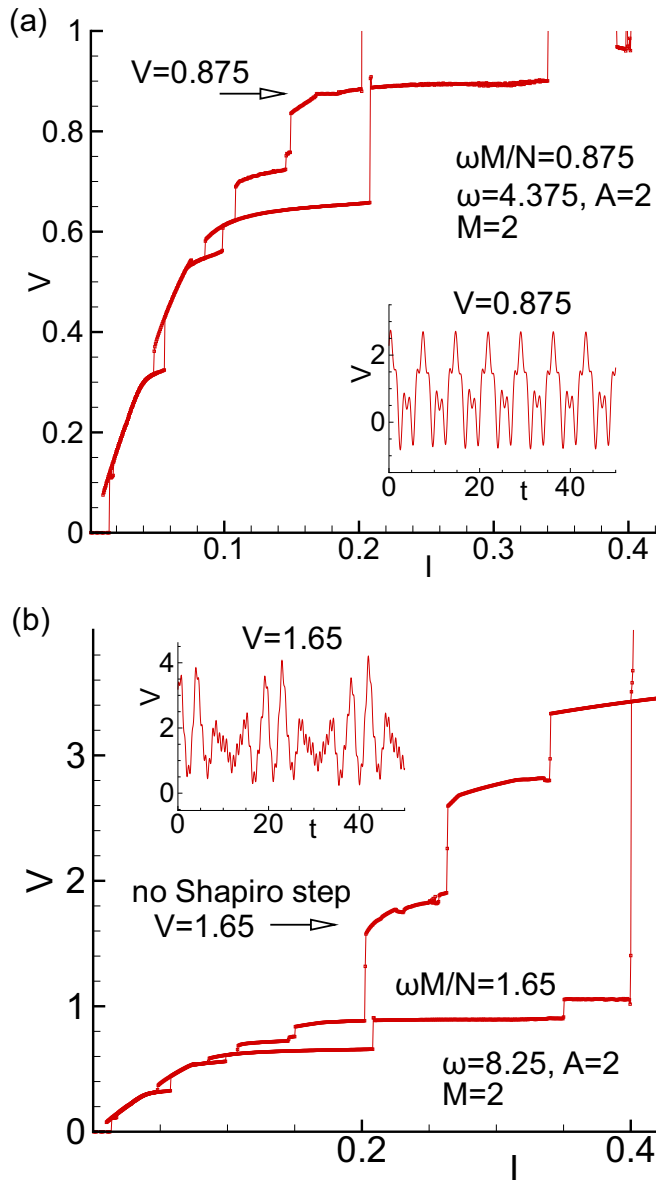 (a)
1
V=0.875
0.8
ωM/N=0.875
ω=4.375, A=2
M=2
0.6
V
V=0.875
0.4
2
V
0
0.2
0 20 t 40
0
0.1 0.2 I 0.3 0.4
(b)
V=1.65
4
V
2
0
0 20 t 40
3
V
2
no Shapiro step
V=1.65
ωM/N=1.65
1
ω=8.25, A=2
M=2
0
0.2 I 0.4